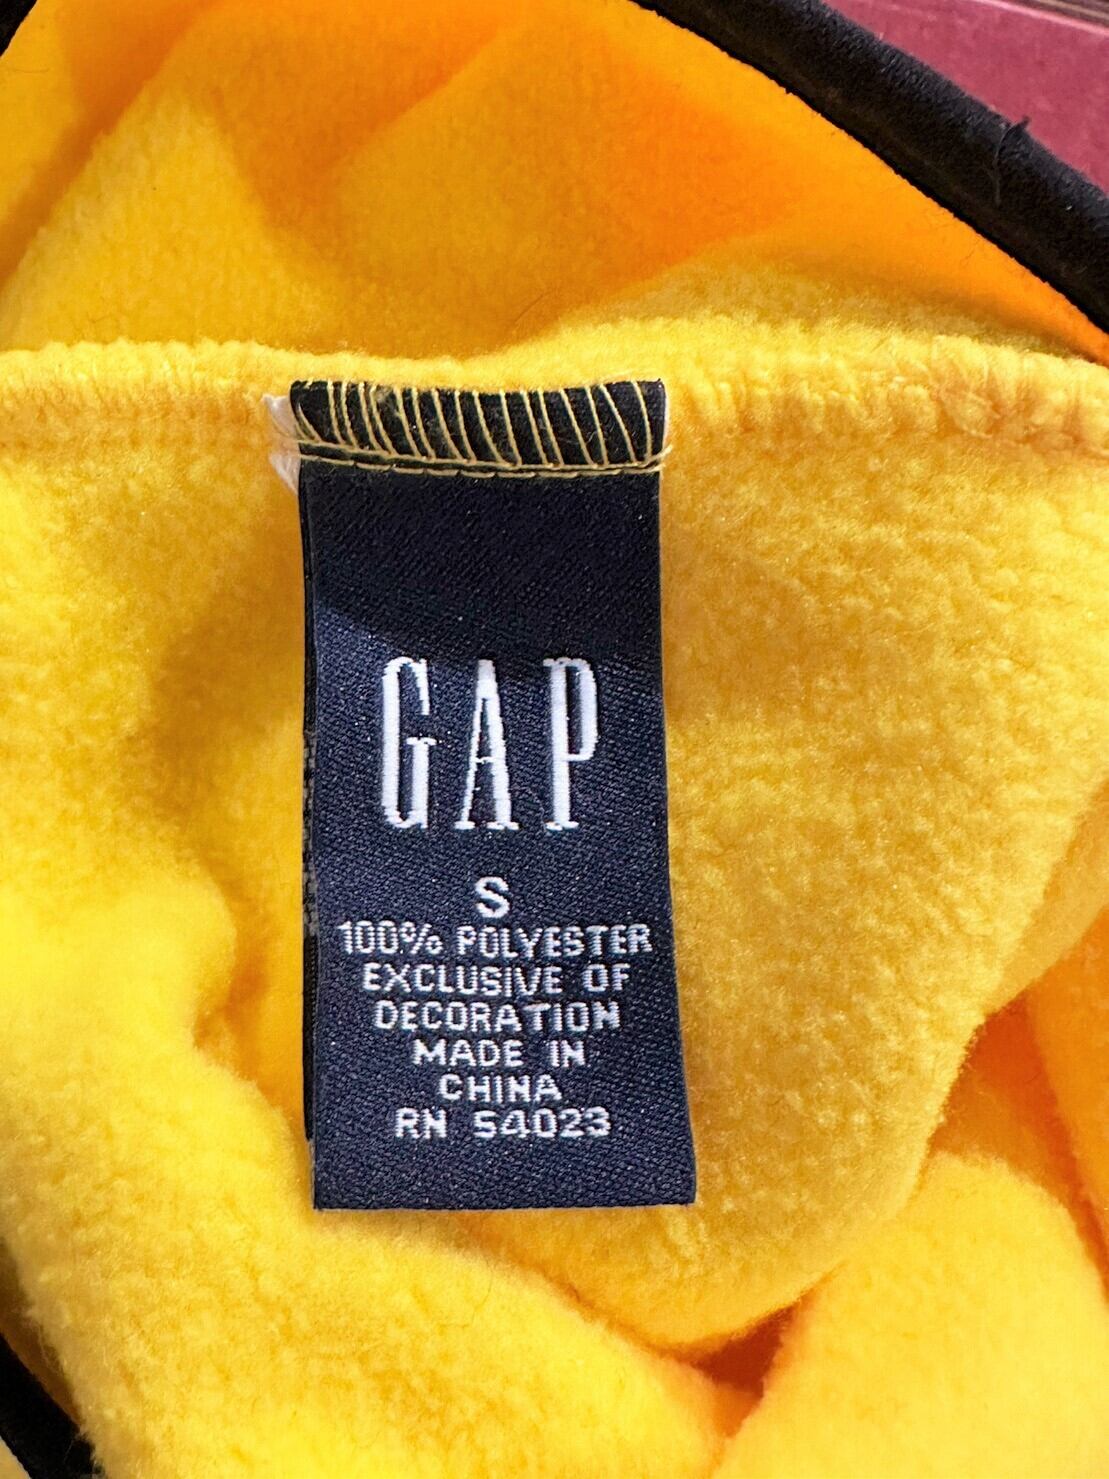 GAP
S
100% POLYESTER
EXCLUSIVE OF
DECORATION
MADE IN
CHINA
RN 54023